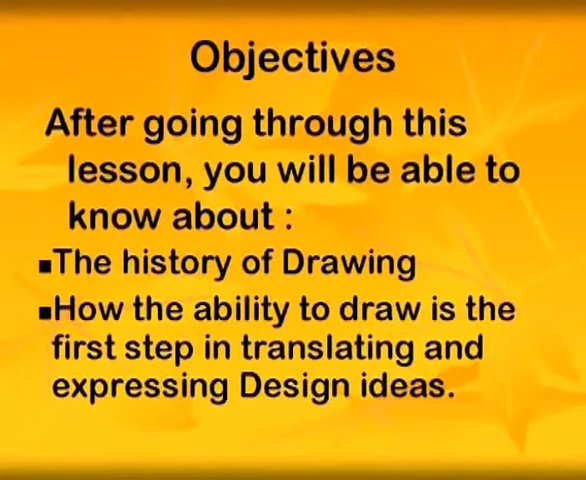 Objectives
After going through this
lesson, you will be able to
know about :
▪The history of Drawing
▪How the ability to draw is the
first step in translating and
expressing Design ideas.